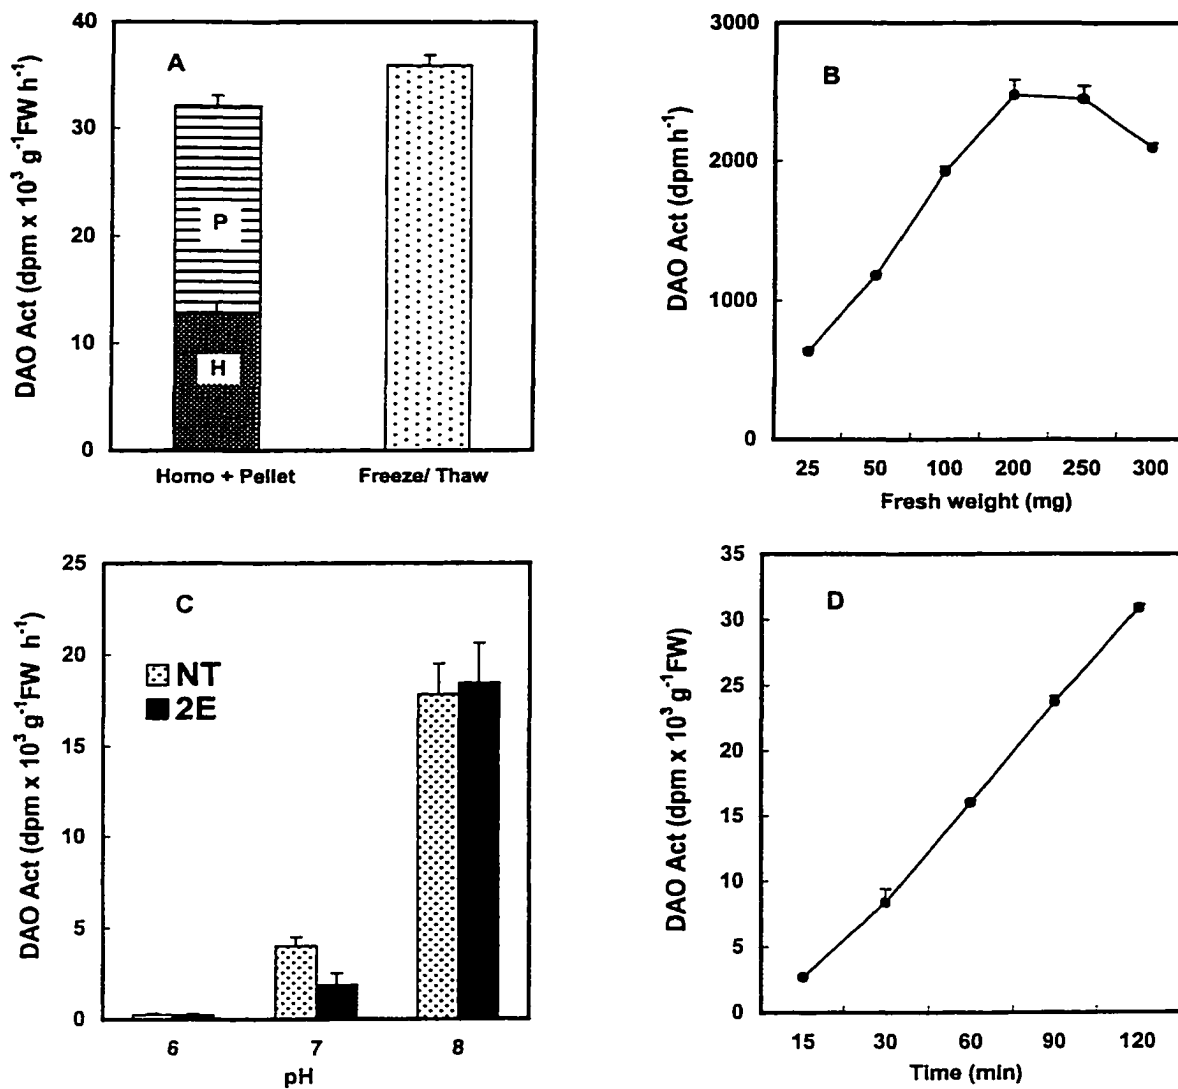 A
DAO Act (dpm x 10³ g⁻¹FW h⁻¹)
40
30
20
10
0
P
H
Homo + Pellet
Freeze/ Thaw
B
DAO Act (dpm h⁻¹)
3000
2000
1000
0
25 50 100 200 250 300
Fresh weight (mg)
C
DAO Act (dpm x 10³ g⁻¹FW h⁻¹)
25
20
15
10
5
0
NT
2E
6 7 8
pH
D
DAO Act (dpm x 10³ g⁻¹FW)
35
30
25
20
15
10
5
0
15 30 60 90 120
Time (min)